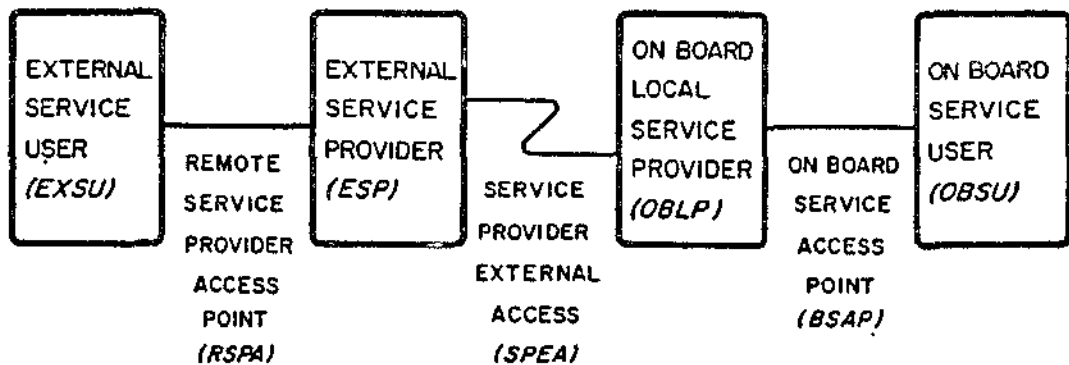 EXTERNAL
SERVICE
USER
(EXSU)
REMOTE
SERVICE
PROVIDER
ACCESS
POINT
(RSPA)
EXTERNAL
SERVICE
PROVIDER
(ESP)
SERVICE
PROVIDER
EXTERNAL
ACCESS
(SPEA)
ON BOARD
LOCAL
SERVICE
PROVIDER
(OBLP)
ON BOARD
SERVICE
ACCESS
POINT
(BSAP)
ON BOARD
SERVICE
USER
(OBSU)